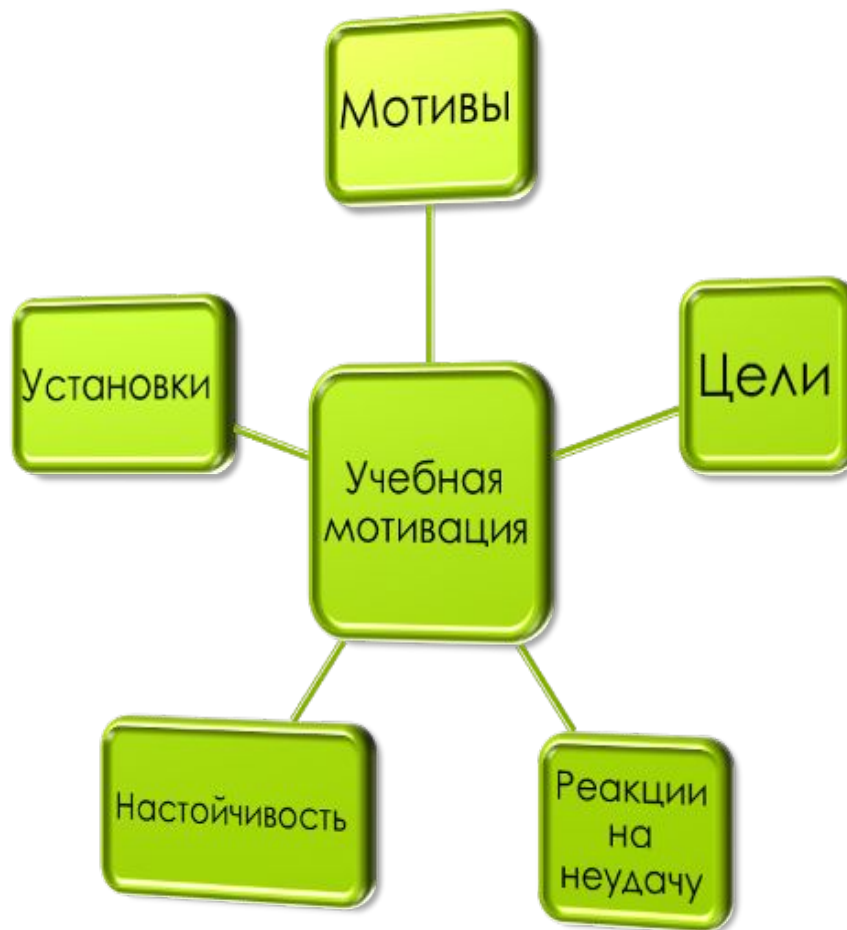 Мотивы
Установки
Цели
Учебная
мотивация
Настойчивость
Реакции
на
неудачу